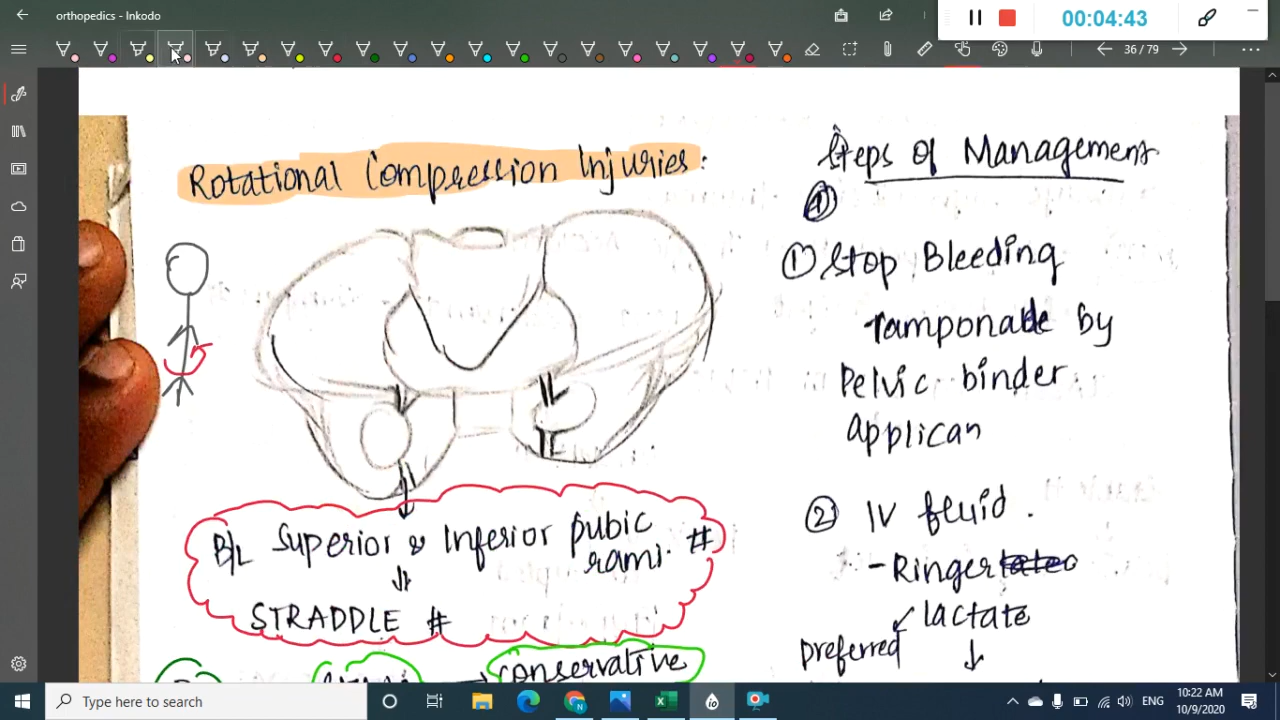 orthopedics - Inkodo
00:04:43
36 / 79
Rotational Compression Injuries:
B/L Superior & Inferior pubic
rami. #
STRADDLE #
conservative
Steps of Management
①
① Stop Bleeding
Tamponade by
Pelvic binder
applican
② IV fluid.
- Ringer
lactate
preferred
Type here to search
ENG
10:22 AM
10/9/2020